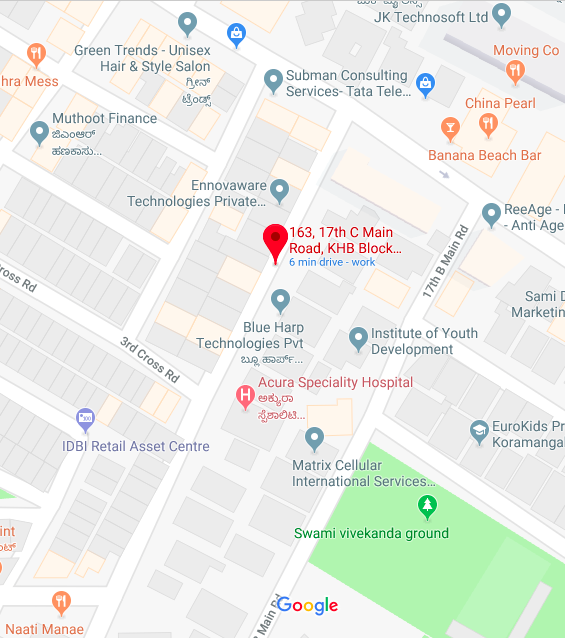 JK Technosoft Ltd
Green Trends - Unisex
Hair & Style Salon
ಗ್ರೀನ್
ಟ್ರೆಂಡ್ಸ್
Moving Co
hra Mess
Subman Consulting
Services- Tata Tele...
China Pearl
Muthoot Finance
ಜಿಎಂಆರ್
ಹಣಕಾಸು...
Banana Beach Bar
Ennovaware
Technologies Private...
ReeAge -
- Anti Age
163, 17th C Main
Road, KHB Block...
6 min drive - work
17th B Main Rd
Cross Rd
Sami D
Marketing
Blue Harp
Technologies Pvt
ಬ್ಲೂ ಹಾರ್ಪ್...
Institute of Youth
Development
3rd Cross Rd
Acura Speciality Hospital
ಅಕ್ಯುರಾ
ಸ್ಪೆಶಾಲಿಟಿ...
EuroKids P
Koramangal
IDBI Retail Asset Centre
Matrix Cellular
International Services...
Swami vivekanda ground
int
ಂಟ್
Google
Main Rd
Naati Manae